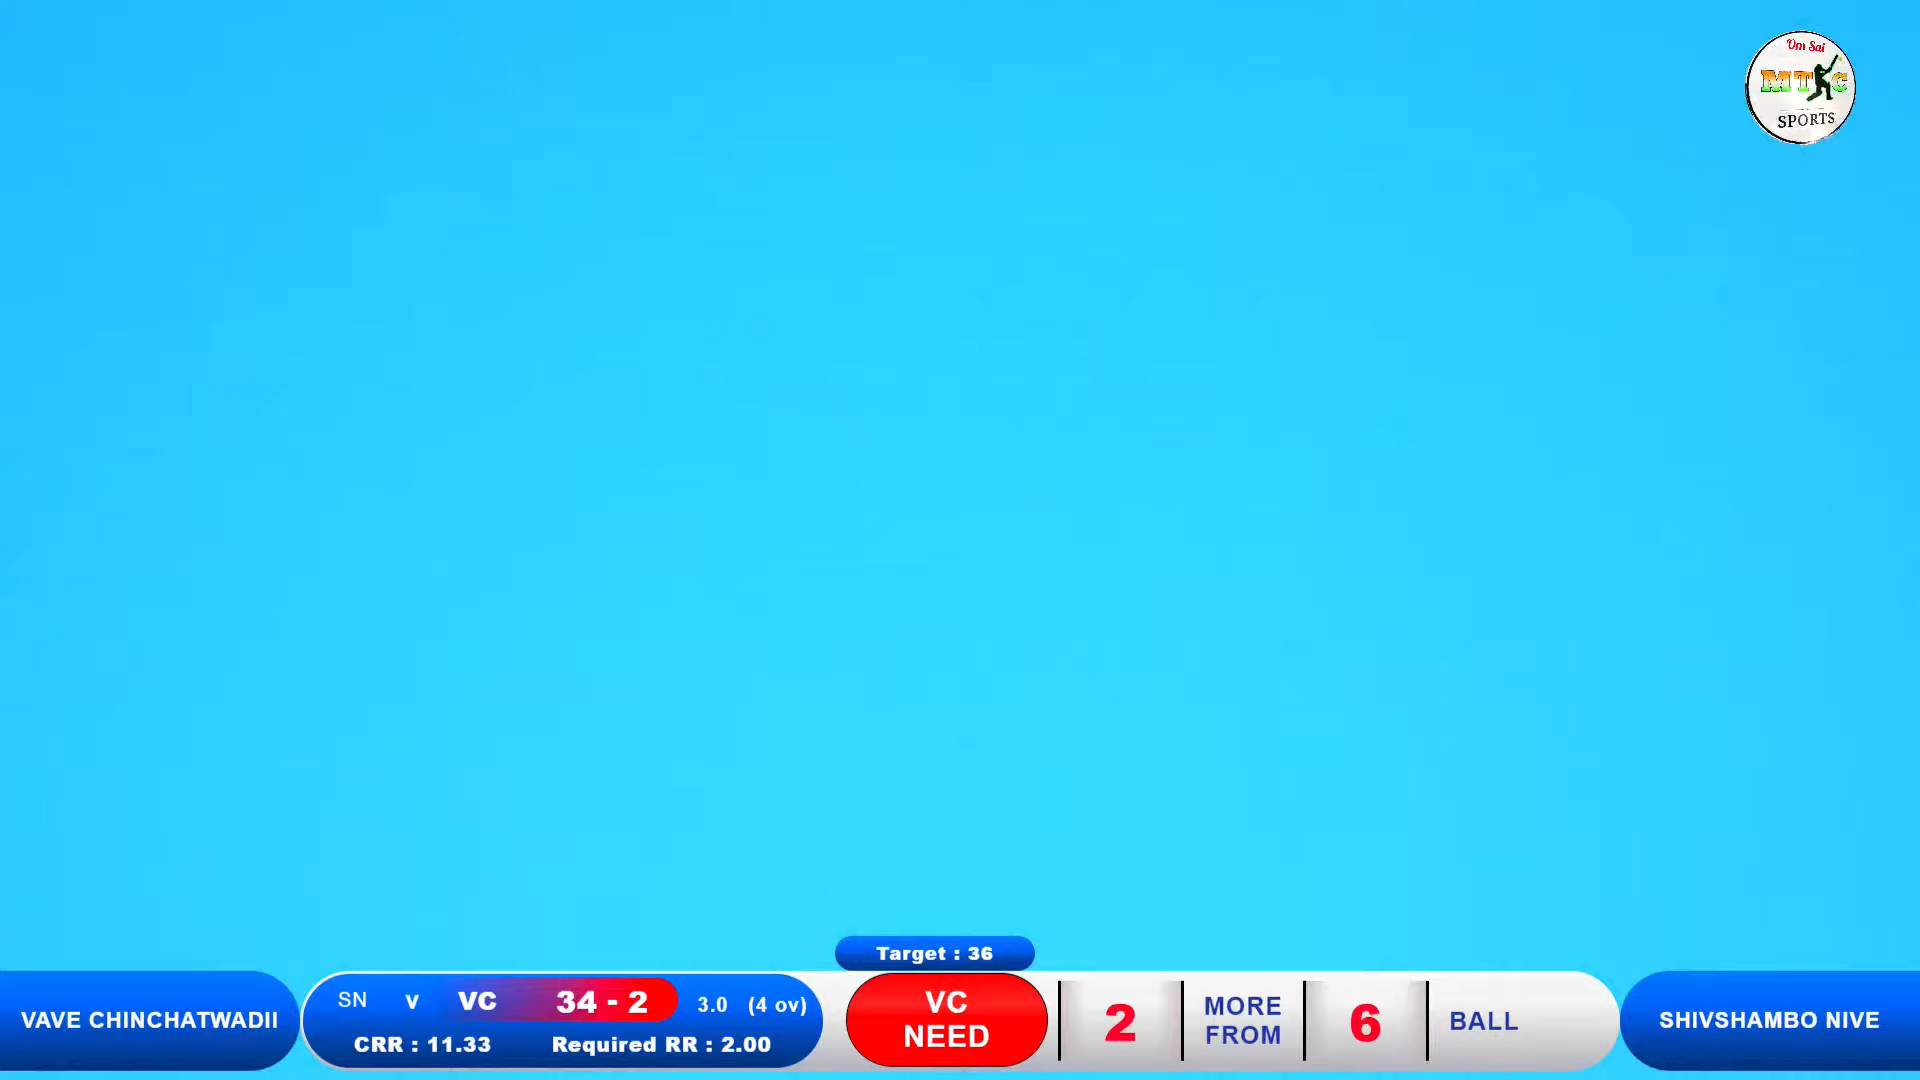 Om Sai
MTCC
SPORTS
Target : 36
VAVE CHINCHATWADII
SN v VC 34 - 2 3.0 (4 ov)
CRR : 11.33 Required RR : 2.00
VC
NEED
2
MORE
FROM
6
BALL
SHIVSHAMBO NIVE